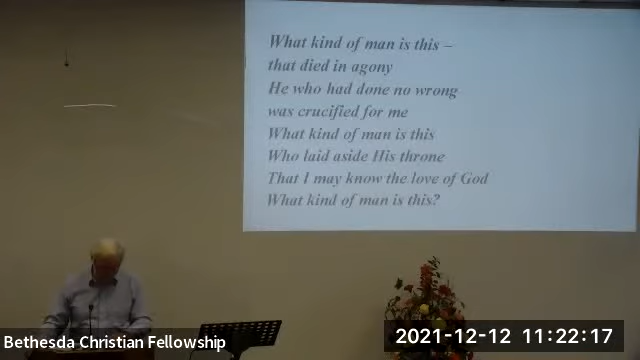 What kind of man is this –
that died in agony
He who had done no wrong
was crucified for me
What kind of man is this
Who laid aside His throne
That I may know the love of God
What kind of man is this?
Bethesda Christian Fellowship
2021-12-12 11:22:17